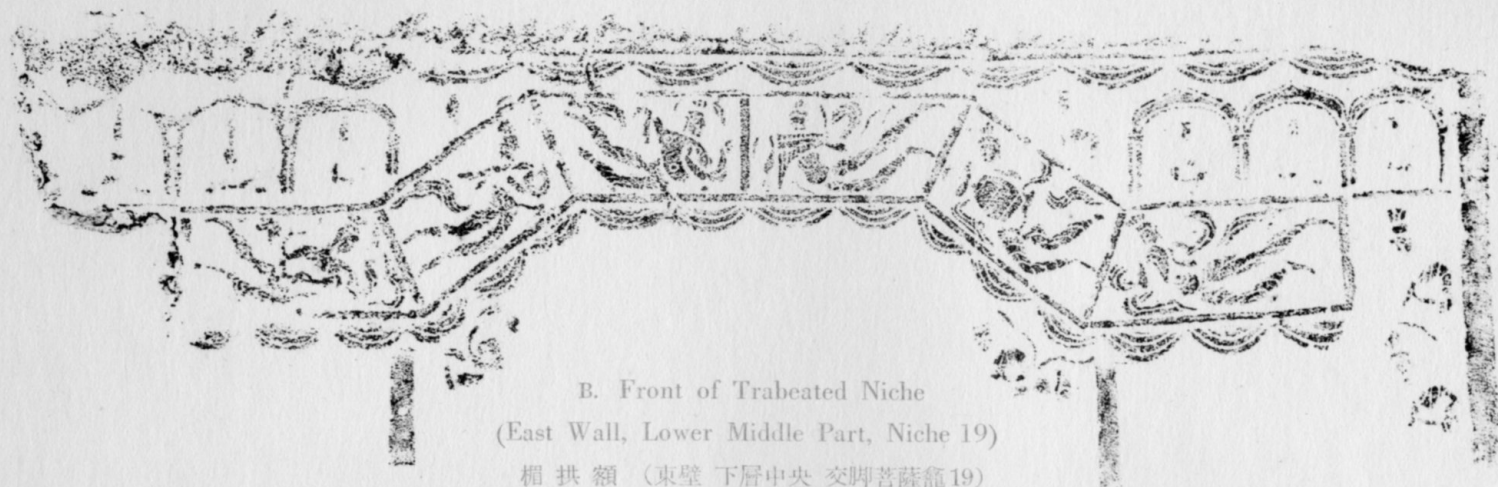 B. Front of Trabeated Niche
(East Wall, Lower Middle Part, Niche 19)
楣拱額 (東壁 下層中央 交脚菩薩龕19)